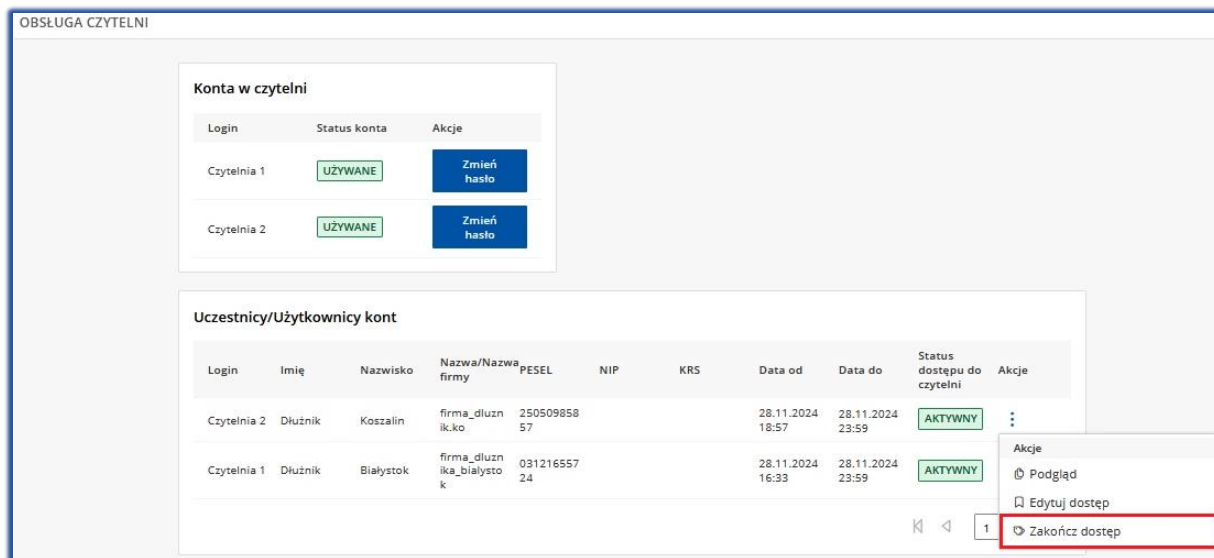 OBSŁUGA CZYTELNI
Konta w czytelni
Login Status konta Akcje
Czytelnia 1 UŻYWANE Zmień
hasło
Czytelnia 2 UŻYWANE Zmień
hasło
Uczestnicy/Użytkownicy kont
Login Imię Nazwisko Nazwa/Nazwa firmy PESEL NIP KRS Data od Data do Status dostępu do czytelni Akcje
Czytelnia 2 Dłużnik Koszalin firma_dluzn 250509858 28.11.2024 28.11.2024 AKTYWNY
ik.ko 57 18:57 23:59
Czytelnia 1 Dłużnik Białystok firma_dluzn 031216557 28.11.2024 28.11.2024 AKTYWNY
ika_bialysto 24 16:33 23:59
k
1
Akcje
Podgląd
Edytuj dostęp
Zakończ dostęp